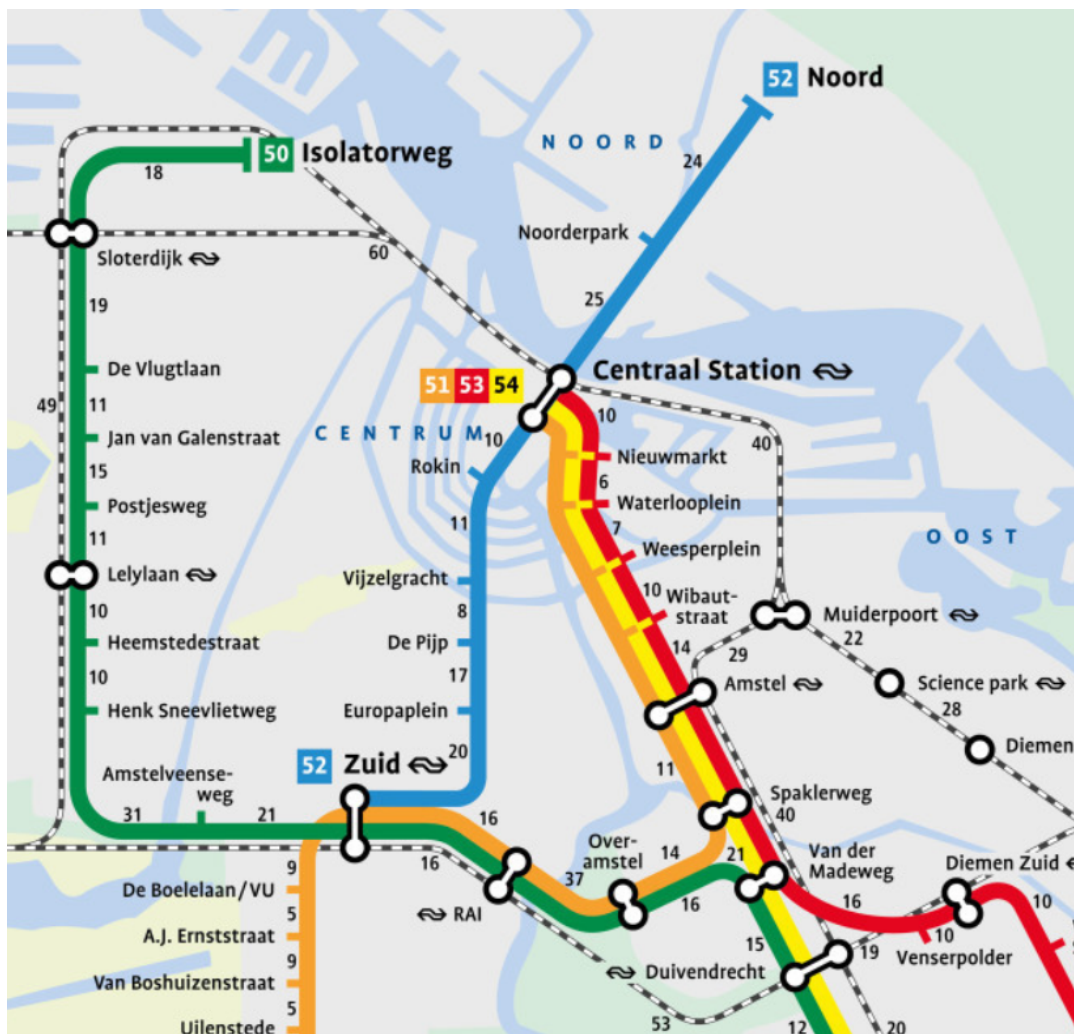 52 Noord
NOORD
24
50 Isolatorweg
18
Noorderpark
60
Sloterdijk
25
19
Centraal Station
De Vlugtlaan
51 53 54
49
11
10
10
40
CENTRUM
Jan van Galenstraat
Rokin
Nieuwmarkt
15
6
Postjesweg
Waterlooplein
11
7
11
OOST
Weesperplein
Lelylaan
Vijzelgracht
10
10
8
Wibaut-
straat
Muiderpoort
22
Heemstedestraat
De Pijp
14
29
10
17
Amstel
Science park
Henk Sneevlietweg
Europaplein
28
Diemen
52 Zuid
20
Amstelveense-
weg
11
Spaklerweg
31
21
16
40
Over-
amstel
14
21
Van der
Madeweg
Diemen Zuid
9
16
De Boelelaan/VU
37
16
16
10
5
RAI
A.J. Ernststraat
15
10
Venserpolder
9
19
Van Boshuizenstraat
Duivendrecht
5
53
12
20
Uilenstede